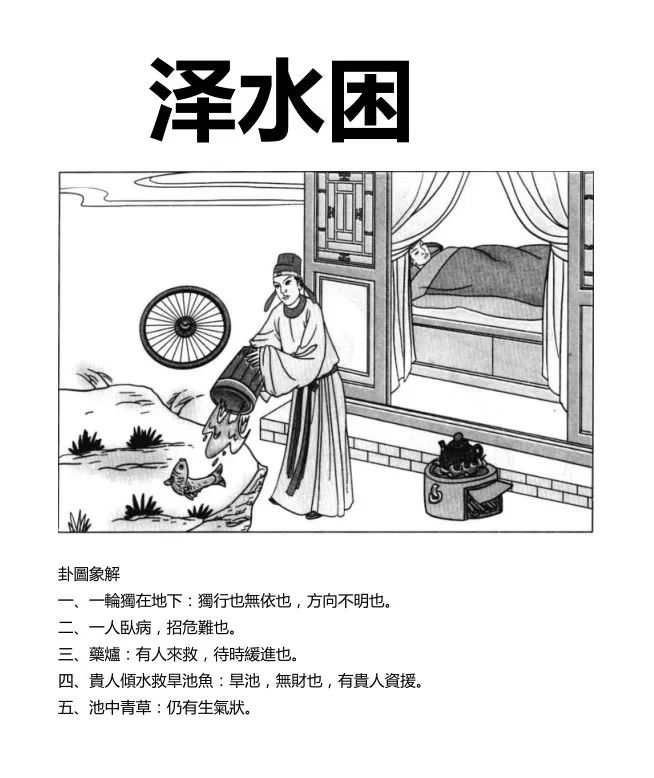 泽水困
卦圖象解
一、一輪獨在地下：獨行也無依也，方向不明也。
二、一人臥病，招危難也。
三、藥爐：有人來救，待時緩進也。
四、貴人傾水救旱池魚：旱池，無財也，有貴人資援。
五、池中青草：仍有生氣狀。